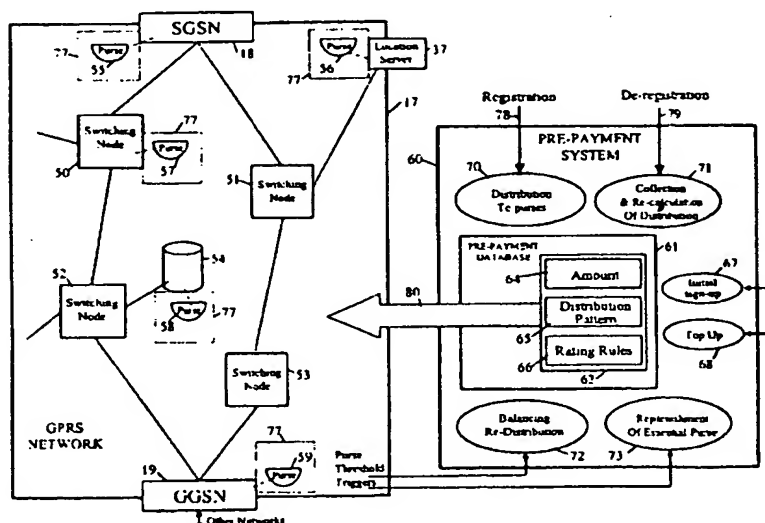 SGSN
18
77
Purse
55
77
Purse
56
Location
Server
37
17
Switching
Node
50
77
Purse
57
51
Switching
Node
52
Switching
Node
54
Purse
58
77
53
Switching
Node
GPRS
NETWORK
19
GGSN
Other Networks
77
59
Purse
Purse
Threshold
Triggers
Registration
78
De-registration
79
60
PRE-PAYMENT
SYSTEM
70
Distribution
To purses
71
Collection
& Re-calculation
Of Distribution
PRE-PAYMENT
DATABASE
61
64
Amount
65
Distribution
Pattern
66
Rating Rules
62
80
67
Initial
sign-up
Top Up
68
Balancing
Re-Distribution
72
Replenishment
Of Essential Purse
73